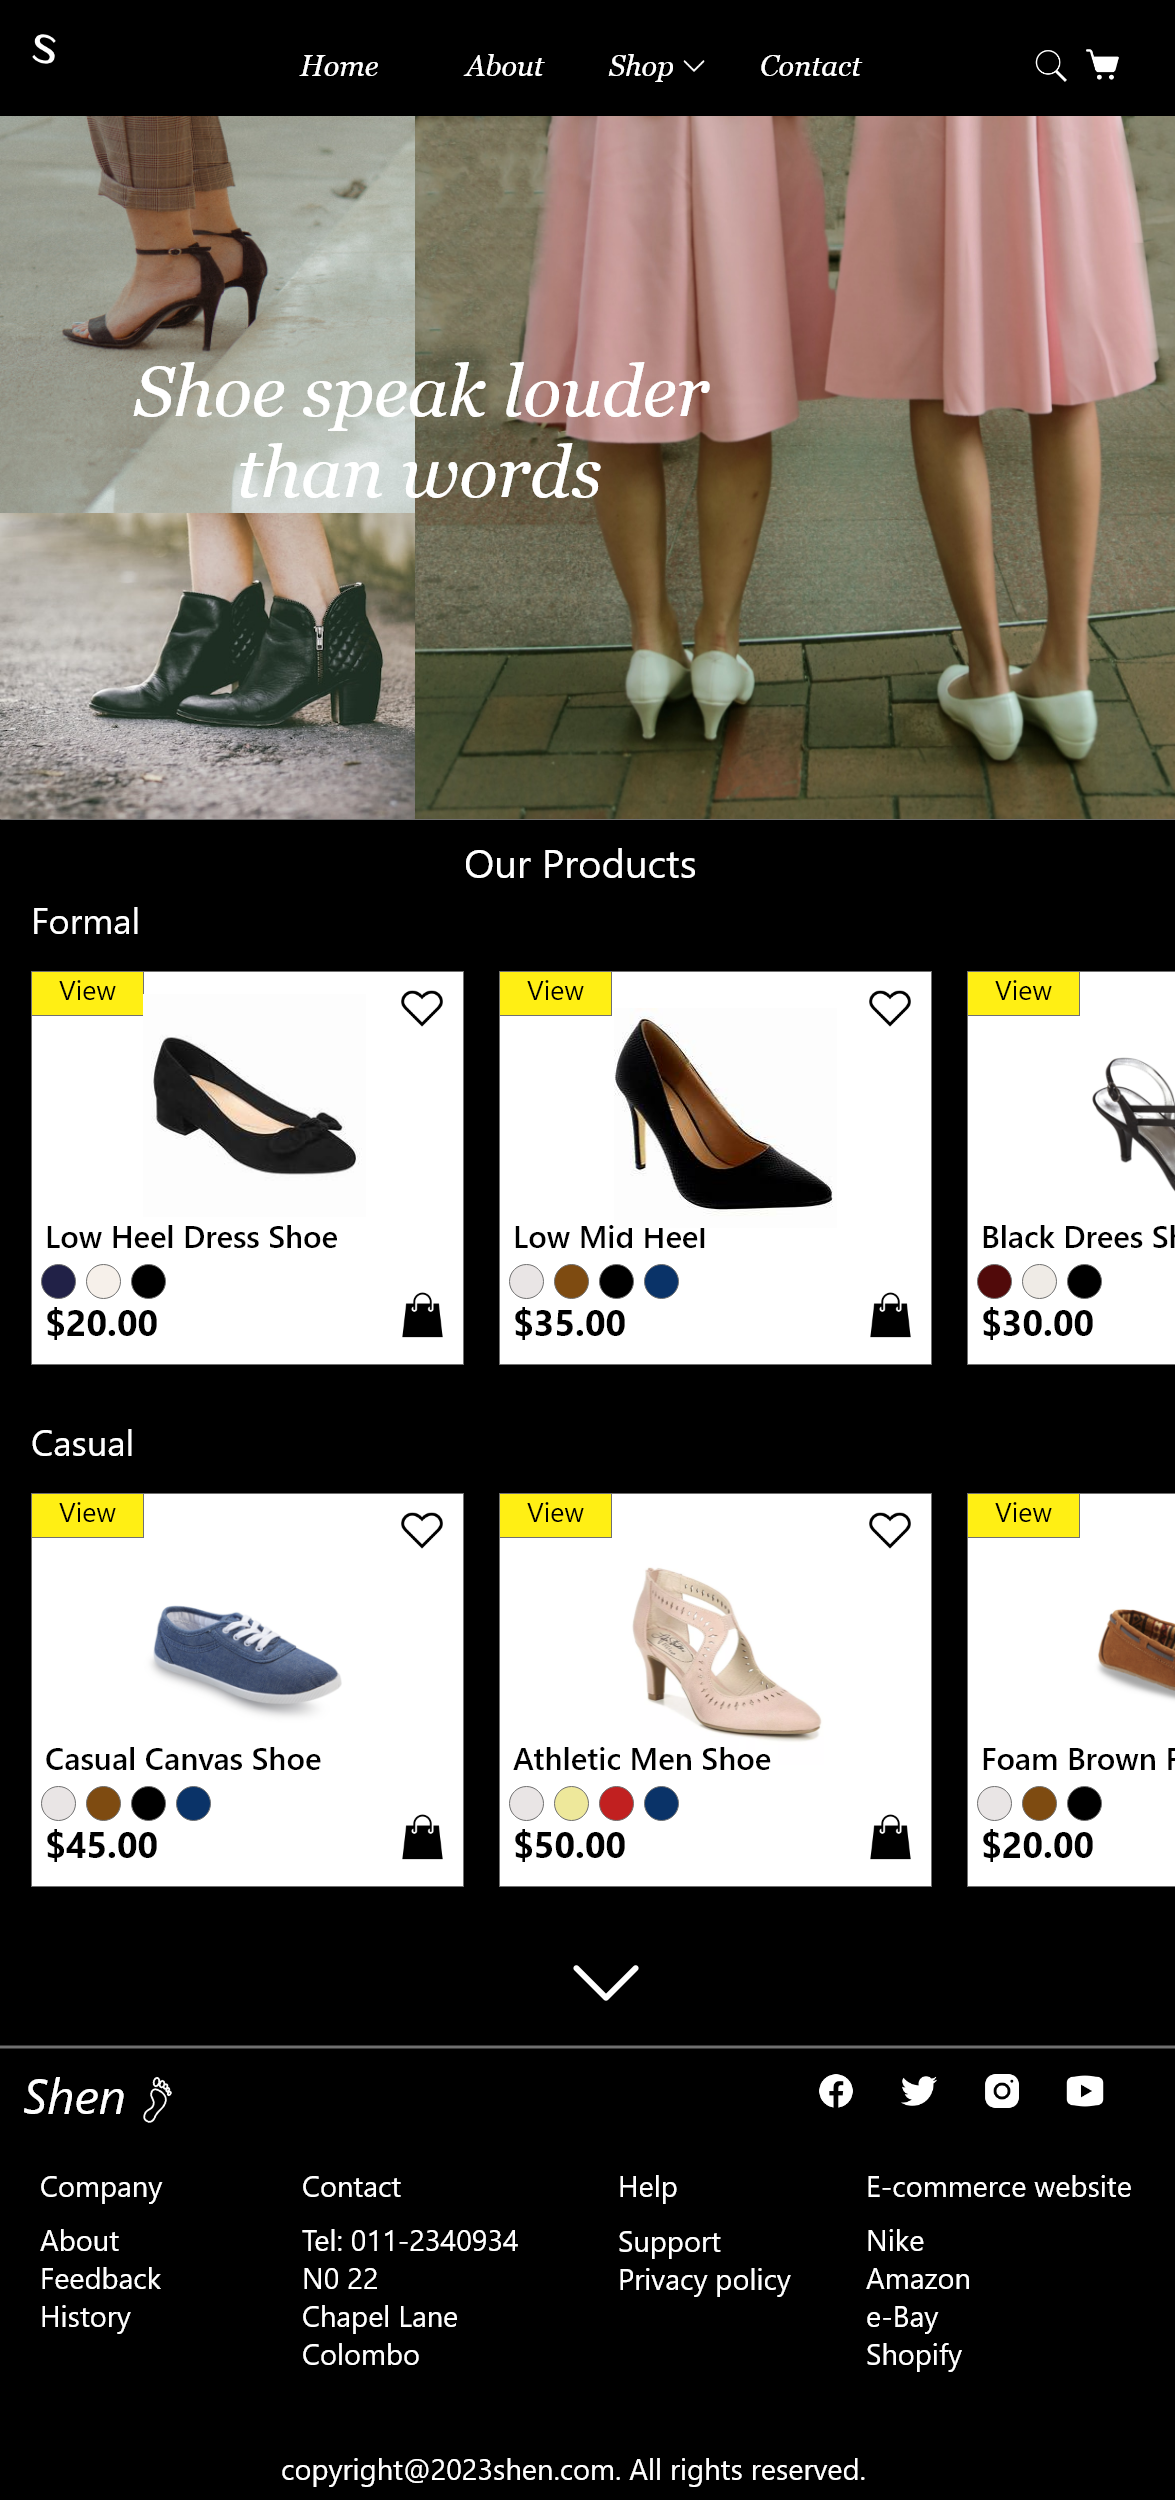 S
Home About Shop Contact
Shoe speak louder
than words
Our Products
Formal
View View View
Low Heel Dress Shoe Low Mid Heel Black Drees
$20.00 $35.00 $30.00
Casual
View View View
Casual Canvas Shoe Athletic Men Shoe Foam Brown
$45.00 $50.00 $20.00
Shen
Company Contact Help E-commerce website
About Tel: 011-2340934 Support Nike
Feedback N0 22 Privacy policy Amazon
History Chapel Lane e-Bay
Colombo Shopify
copyright@2023shen.com. All rights reserved.